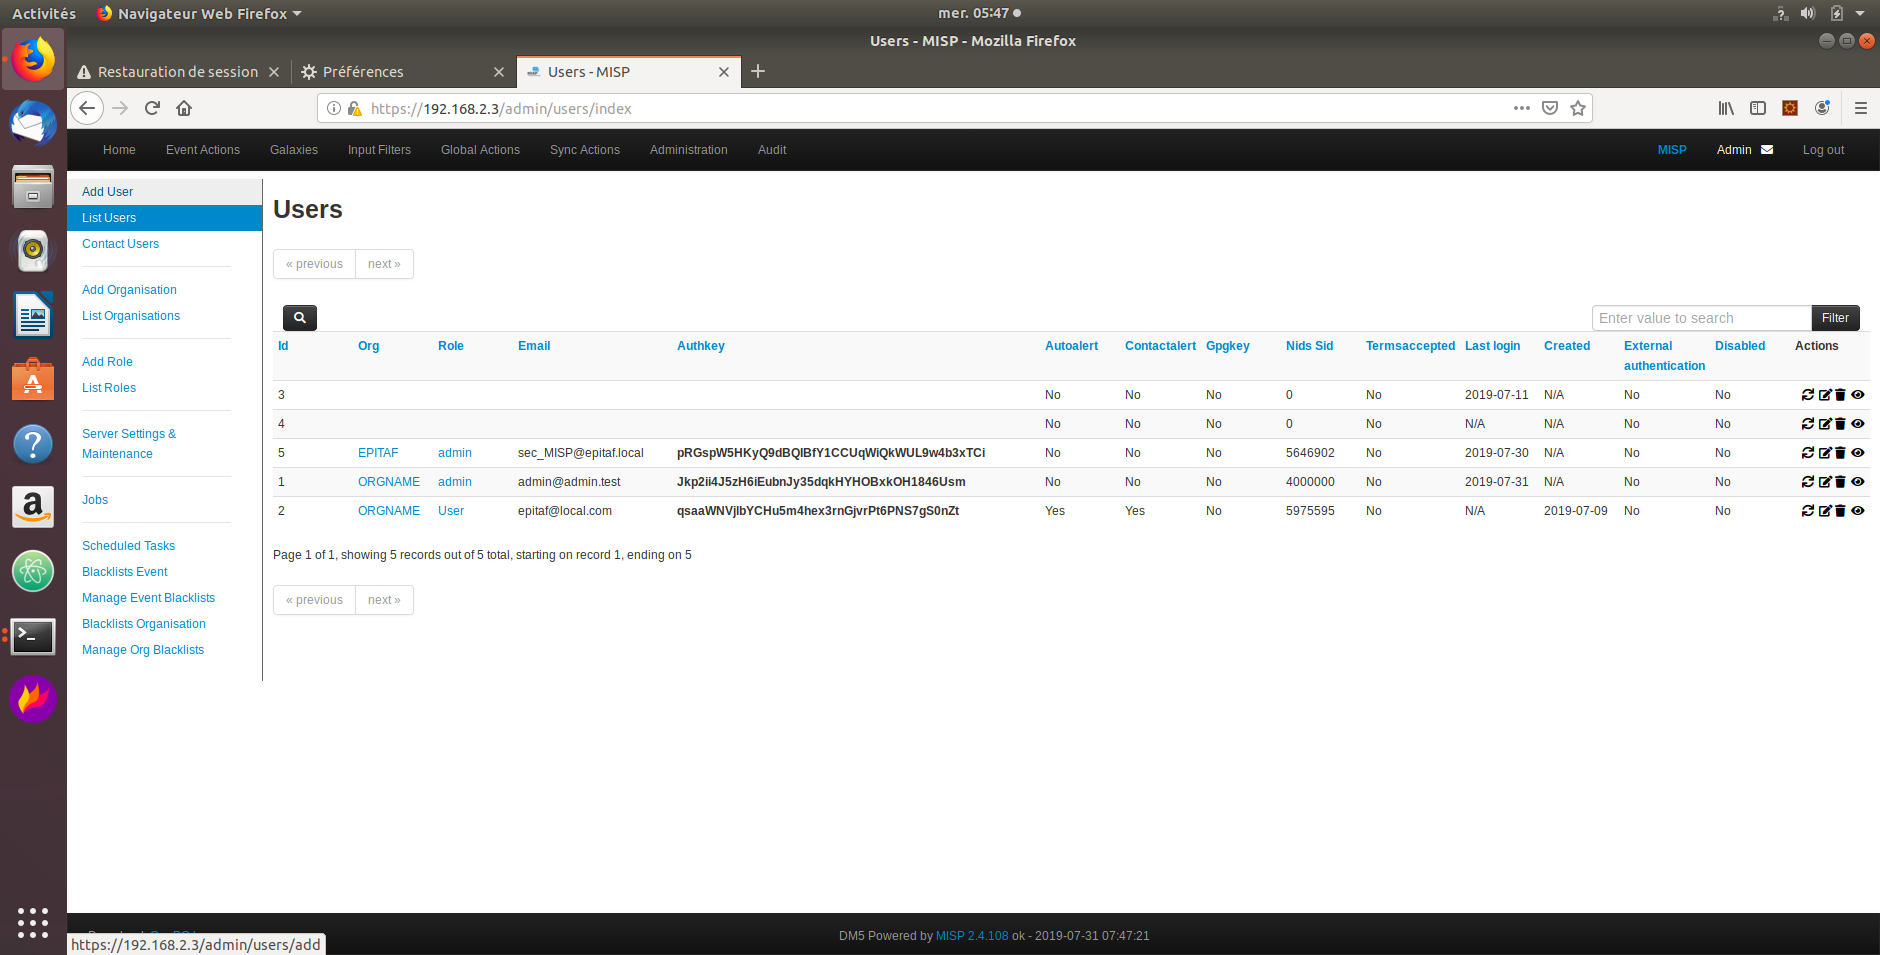 Activités Navigateur Web Firefox mer. 05:47
Users - MISP - Mozilla Firefox
Restauration de session Préférences Users - MISP
https://192.168.2.3/admin/users/index
Home Event Actions Galaxies Input Filters Global Actions Sync Actions Administration Audit MISP Admin Log out
Add User
List Users
Contact Users
Add Organisation
List Organisations
Add Role
List Roles
Server Settings &
Maintenance
Jobs
Scheduled Tasks
Blacklists Event
Manage Event Blacklists
Blacklists Organisation
Manage Org Blacklists
Users
« previous next »
Enter value to search Filter
Id Org Role Email Authkey Autoalert Contactalert Gpgkey Nids Sid Termsaccepted Last login Created External authentication Disabled Actions
3 No No No 0 No 2019-07-11 N/A No No
4 No No No 0 No N/A N/A No No
5 EPITAF admin sec_MISP@epitaf.local pRGspW5HKyQ9dBQIBfY1CCUqWiQkWUL9w4b3xTCi No No No 5646902 No 2019-07-30 N/A No No
1 ORGNAME admin admin@admin.test Jkp2ii4J5zH6iEubnJy35dqkHYHOBxkOH1846Usm No No No 4000000 No 2019-07-31 N/A No No
2 ORGNAME User epitaf@local.com qsaaWNVjlbYCHu5m4hex3rnGjvrPt6PNS7gS0nZt Yes Yes No 5975595 No N/A 2019-07-09 No No
Page 1 of 1, showing 5 records out of 5 total, starting on record 1, ending on 5
« previous next »
DM5 Powered by MISP 2.4.108 ok - 2019-07-31 07:47:21
https://192.168.2.3/admin/users/add